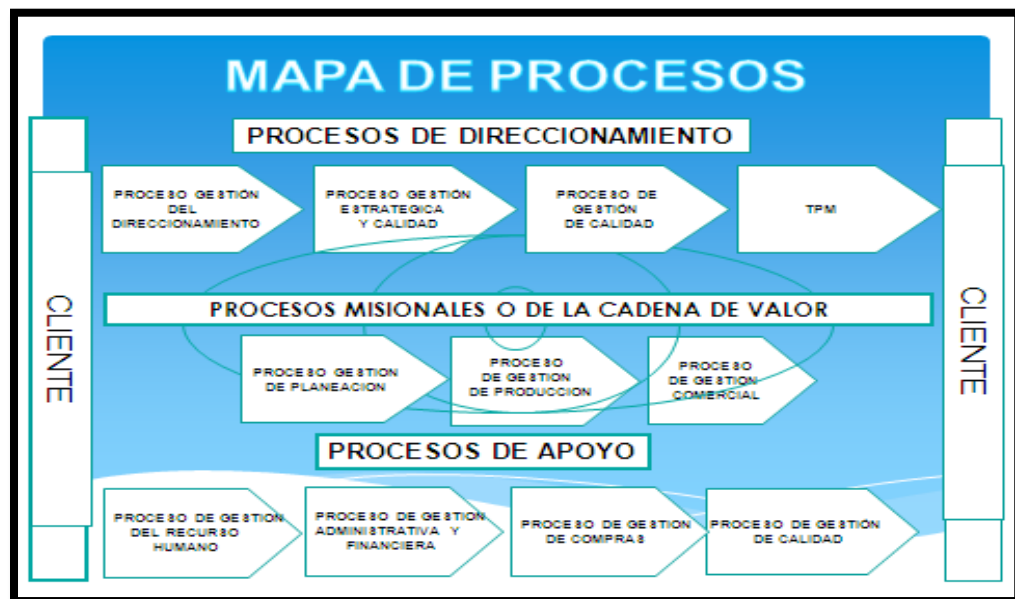 MAPA DE PROCESOS
PROCESOS DE DIRECCIONAMIENTO
PROCESO GESTIÓN
DEL
DIRECCIONAMIENTO
PROCESO GESTIÓN
ESTRATEGICA
Y CALIDAD
PROCESO DE
GESTIÓN
DE CALIDAD
TPM
CLIENTE
PROCESOS MISIONALES O DE LA CADENA DE VALOR
CLIENTE
PROCESO GESTION
DE PLANEACION
PROCESO
DE GESTION
DE PRODUCCION
PROCESO
DE GESTION
COMERCIAL
PROCESOS DE APOYO
PROCESO DE GESTION
DEL RECURSO
HUMANO
PROCESO DE GESTION
ADMINISTRATIVA Y
FINANCIERA
PROCESO DE GESTION
DE COMPRAS
PROCESO DE GESTIÓN
DE CALIDAD